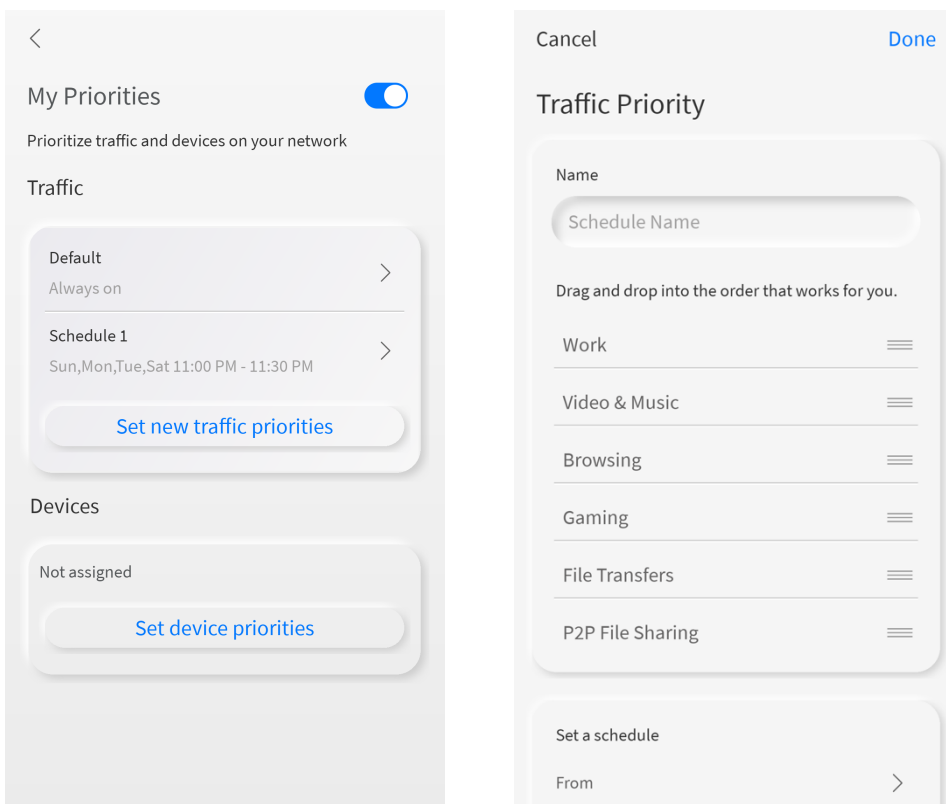 My Priorities
Prioritize traffic and devices on your network
Traffic
Default
Always on
Schedule 1
Sun,Mon,Tue,Sat 11:00 PM - 11:30 PM
Set new traffic priorities
Devices
Not assigned
Set device priorities
Cancel
Done
Traffic Priority
Name
Schedule Name
Drag and drop into the order that works for you.
Work
Video & Music
Browsing
Gaming
File Transfers
P2P File Sharing
Set a schedule
From